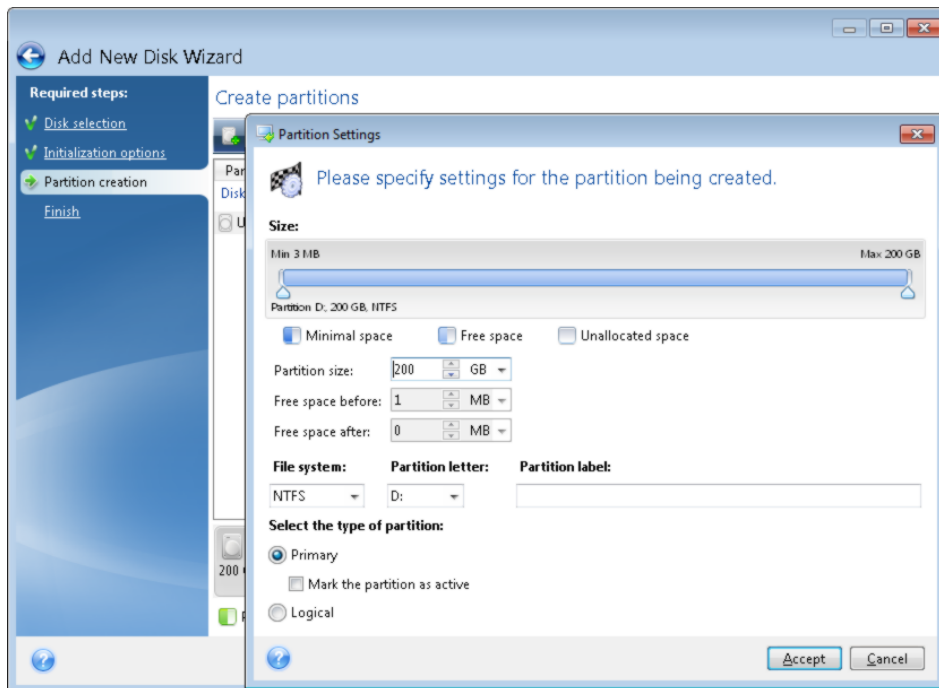 Add New Disk Wizard
Required steps:
Disk selection
Initialization options
Partition creation
Finish
Create partitions
Par
Disk
U
200
Partition Settings
Please specify settings for the partition being created.
Size:
Min 3 MB Max 200 GB
Partition D:, 200 GB, NTFS
Minimal space Free space Unallocated space
Partition size: 200 GB
Free space before: 1 MB
Free space after: 0 MB
File system: Partition letter: Partition label:
NTFS D:
Select the type of partition:
Primary
Mark the partition as active
Logical
Accept Cancel